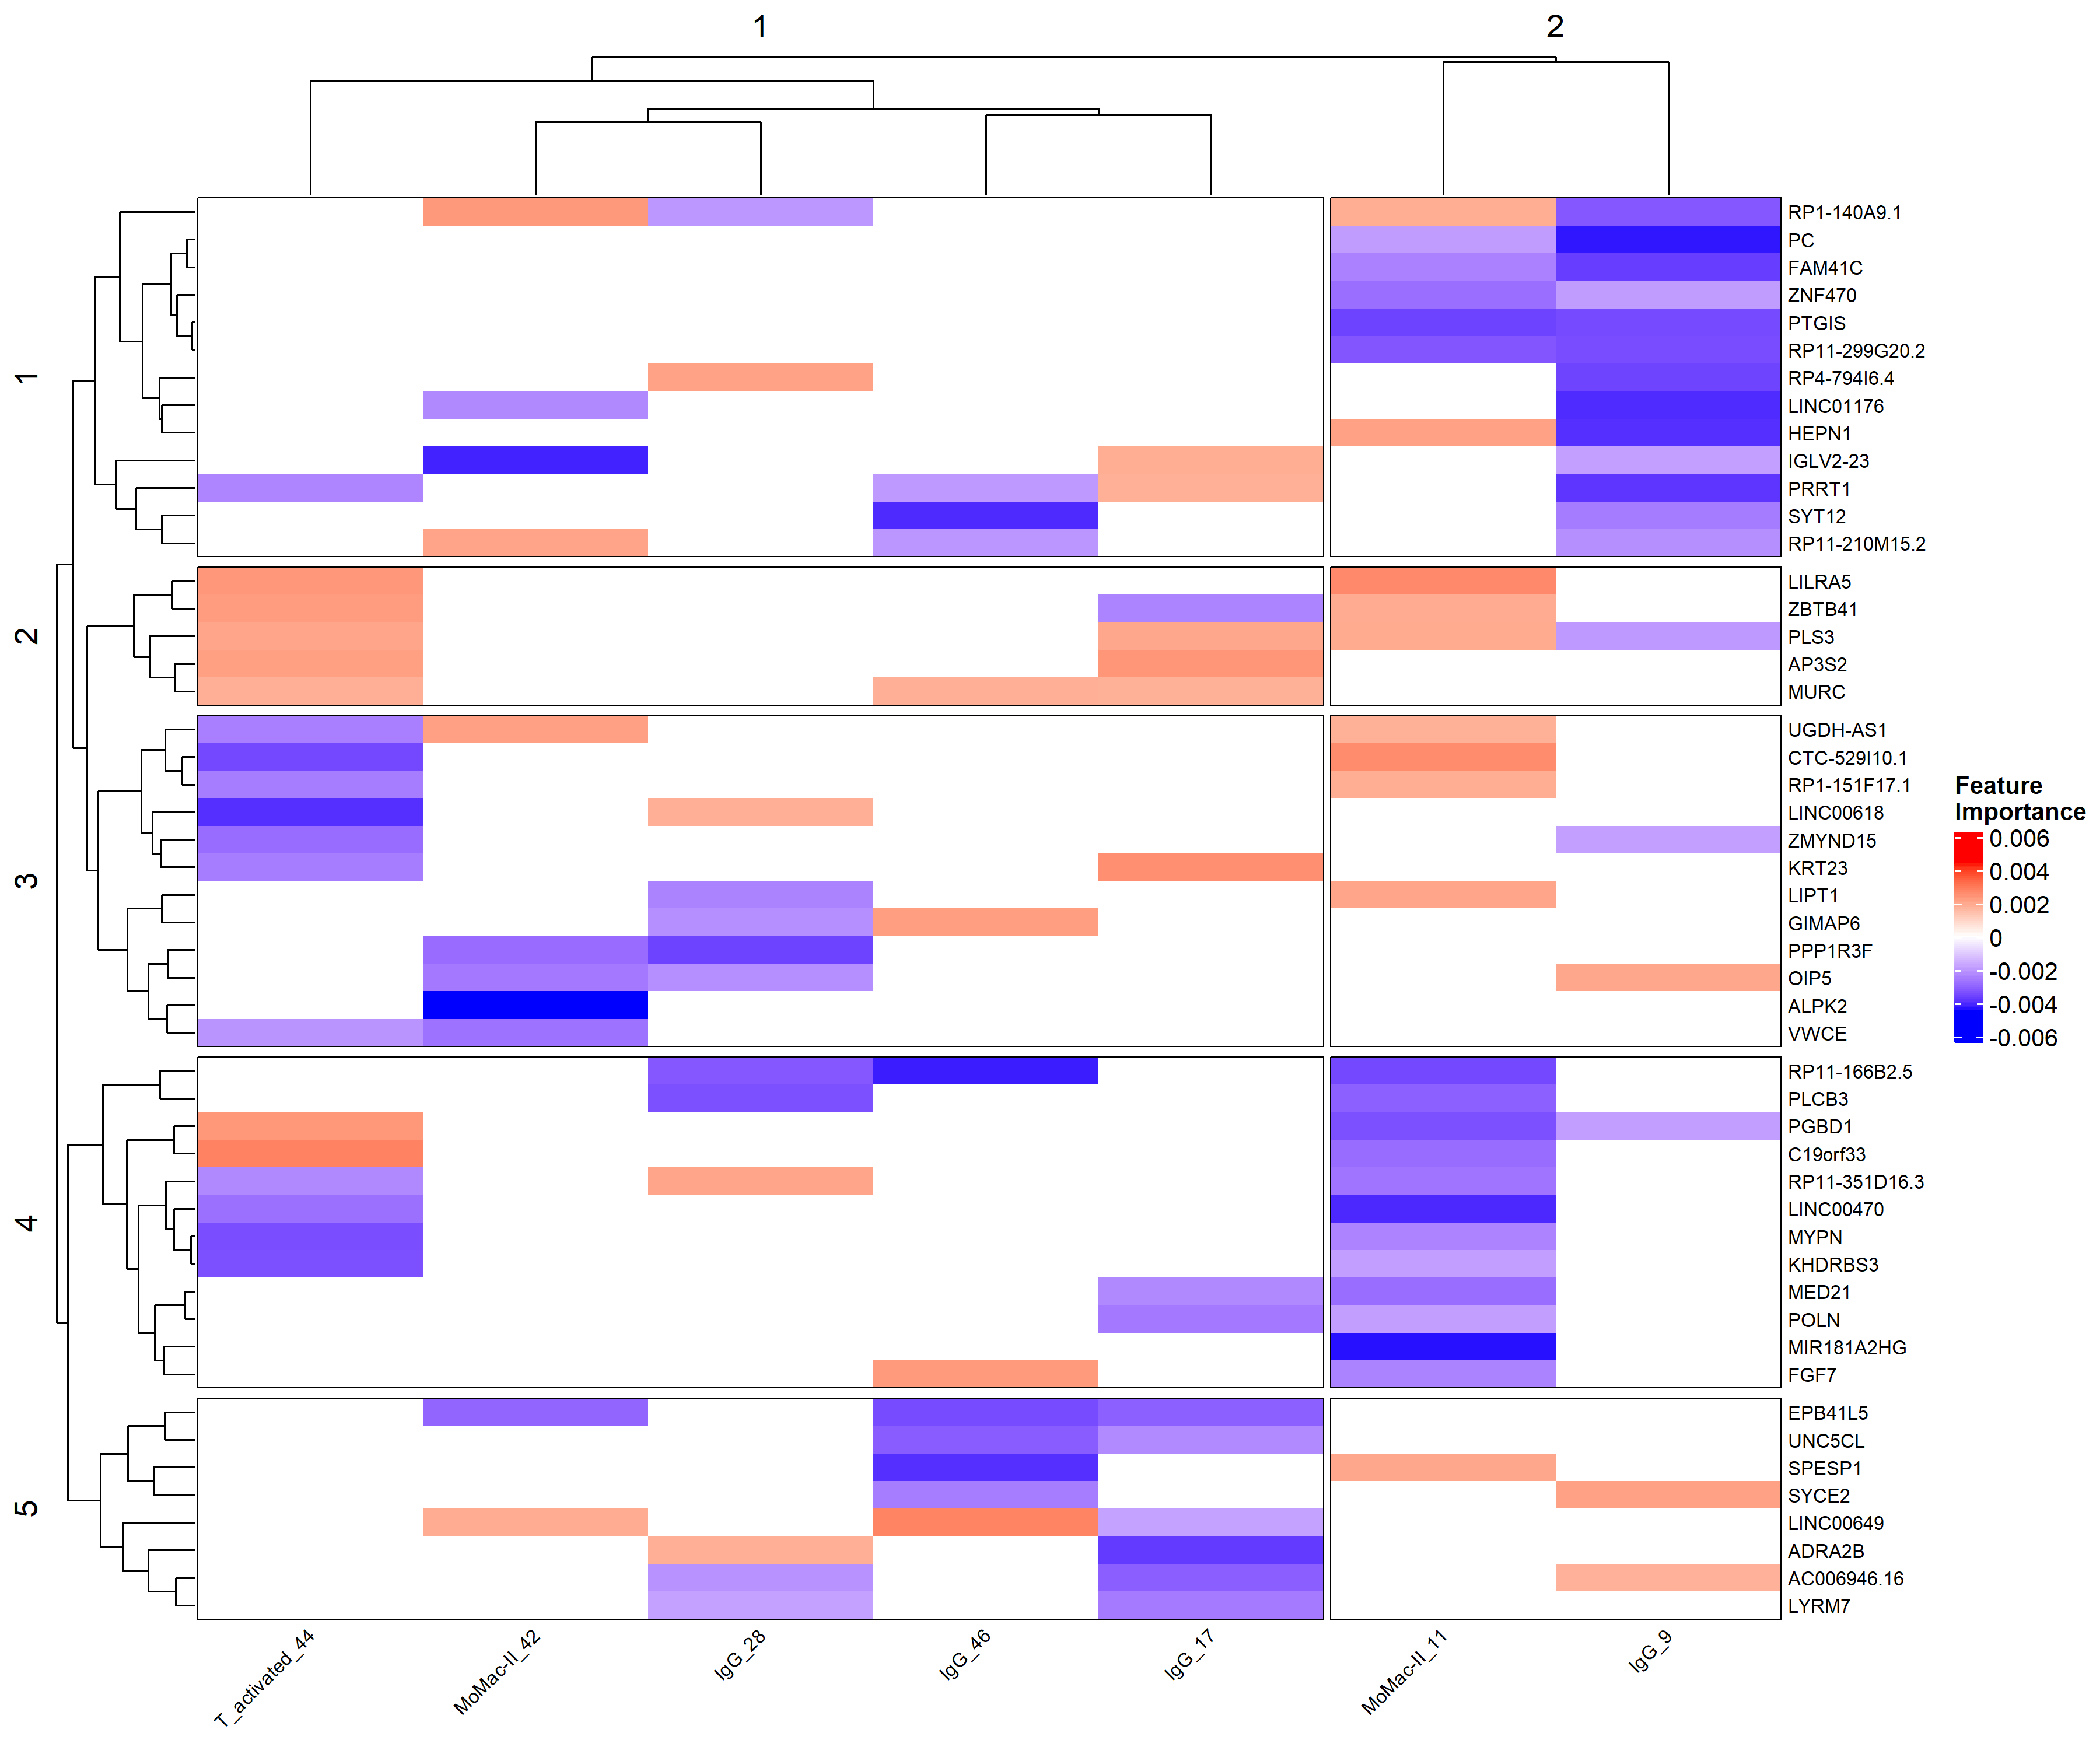 1
2
1
2
3
4
5
RP1-140A9.1
PC
FAM41C
ZNF470
PTGIS
RP11-299G20.2
RP4-794I6.4
LINC01176
HEPN1
IGLV2-23
PRRT1
SYT12
RP11-210M15.2
LILRA5
ZBTB41
PLS3
AP3S2
MURC
UGDH-AS1
CTC-529I10.1
RP1-151F17.1
LINC00618
ZMYND15
KRT23
LIPT1
GIMAP6
PPP1R3F
OIP5
ALPK2
VWCE
RP11-166B2.5
PLCB3
PGBD1
C19orf33
RP11-351D16.3
LINC00470
MYPN
KHDRBS3
MED21
POLN
MIR181A2HG
FGF7
EPB41L5
UNC5CL
SPESP1
SYCE2
LINC00649
ADRA2B
AC006946.16
LYRM7
T_activated_44
MoMac-II_42
IgG_28
IgG_46
IgG_17
MoMac-II_11
IgG_9
Feature
Importance
0.006
0.004
0.002
0
-0.002
-0.004
-0.006